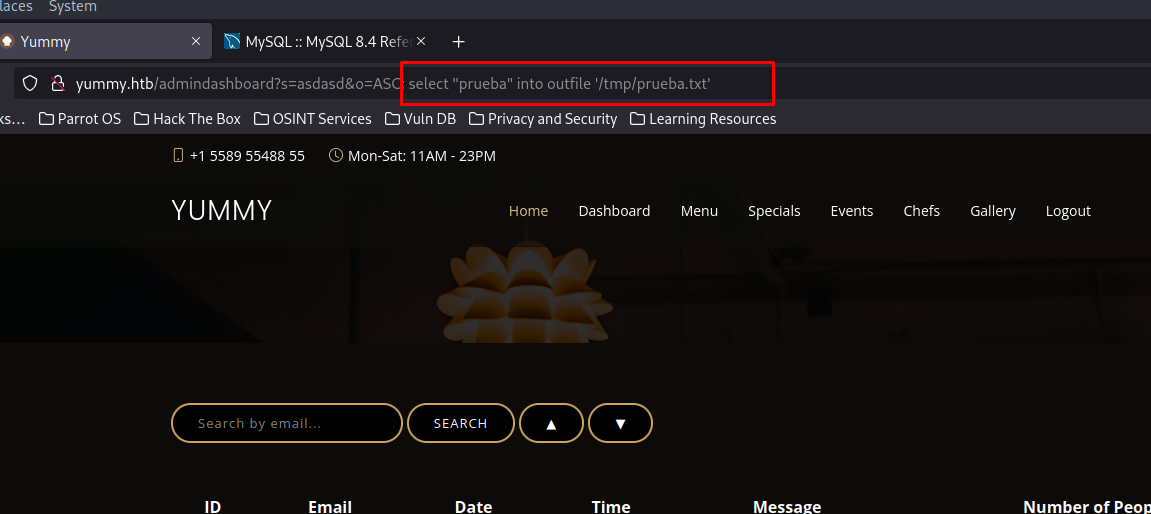 laces System
Yummy
MySQL :: MySQL 8.4 Refer
yummy.htb/admindashboard?s=asdasd&o=ASC; select "prueba" into outfile '/tmp/prueba.txt'
ks... Parrot OS Hack The Box OSINT Services Vuln DB Privacy and Security Learning Resources
+1 5589 55488 55 Mon-Sat: 11AM - 23PM
YUMMY Home Dashboard Menu Specials Events Chefs Gallery Logout
Search by email... SEARCH ▲ ▼
ID Email Date Time Message Number of Peop